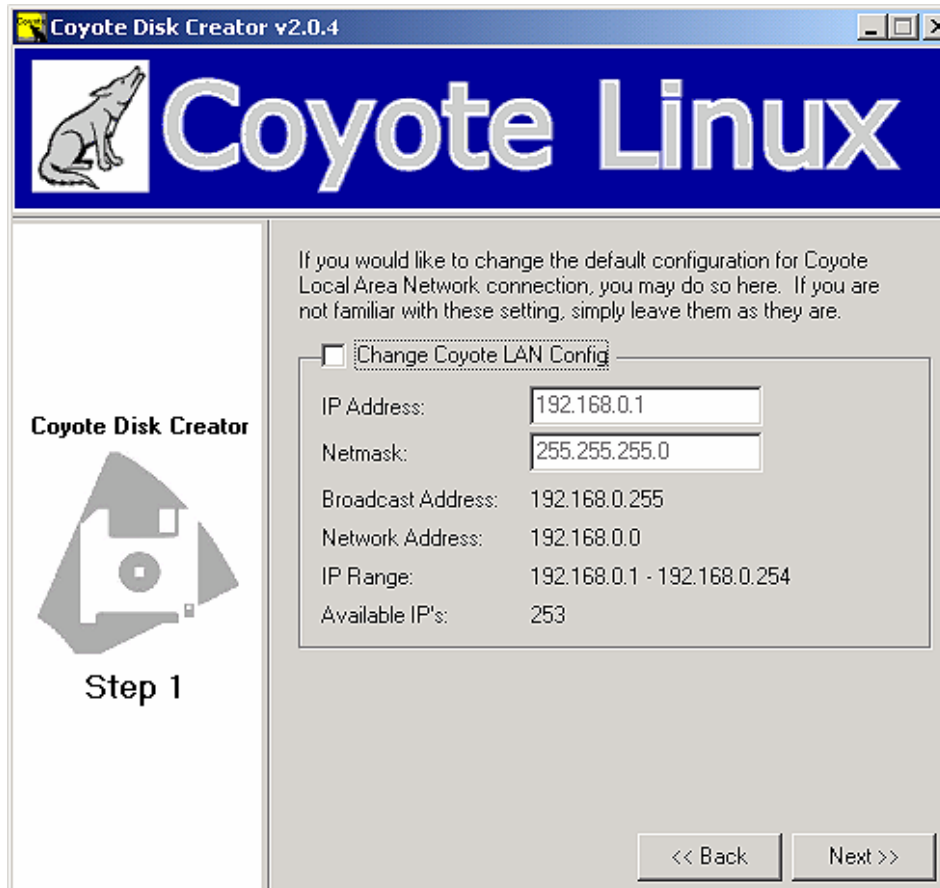 Coyote Disk Creator v2.0.4
Coyote Linux
If you would like to change the default configuration for Coyote
Local Area Network connection, you may do so here.  If you are
not familiar with these setting, simply leave them as they are.
Change Coyote LAN Config
IP Address: 192.168.0.1
Netmask: 255.255.255.0
Broadcast Address: 192.168.0.255
Network Address: 192.168.0.0
IP Range: 192.168.0.1 - 192.168.0.254
Available IP's: 253
Coyote Disk Creator
Step 1
<< Back Next >>